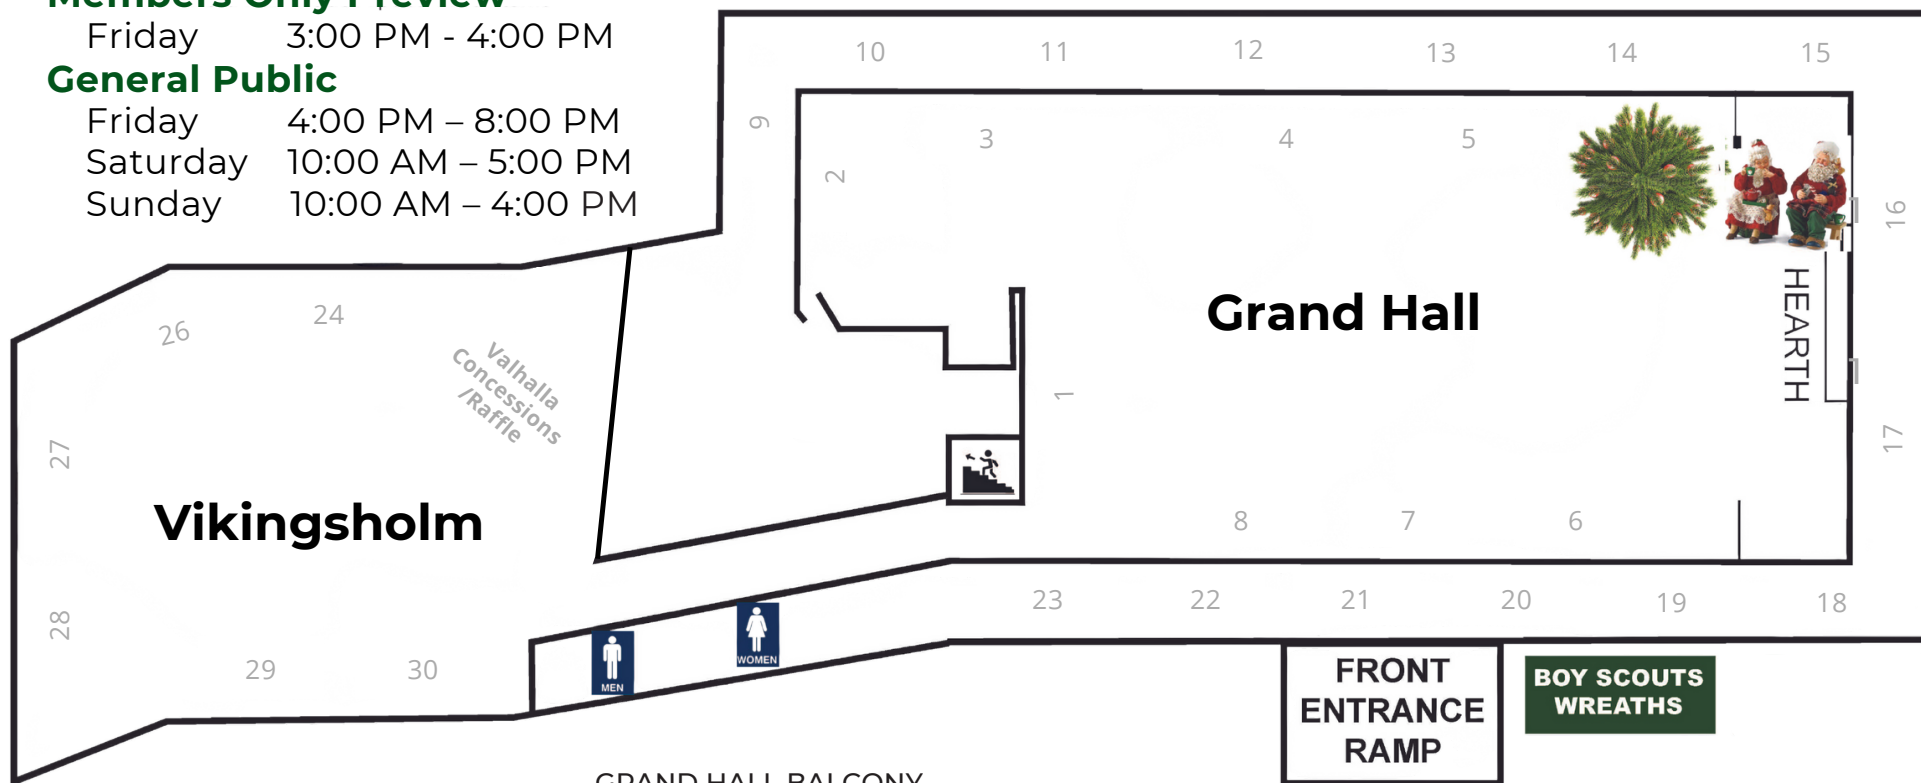 Members Only Preview
Friday 3:00 PM - 4:00 PM
General Public
Friday 4:00 PM – 8:00 PM
Saturday 10:00 AM – 5:00 PM
Sunday 10:00 AM – 4:00 PM
10 11 12 13 14 15
9
2
3 4 5
16
HEARTH
Grand Hall
1
17
8 7 6
26 24
Valhalla
Concessions
/Raffle
27
Vikingsholm
28
29 30
MEN
WOMEN
23 22 21 20 19 18
FRONT
ENTRANCE
RAMP
BOY SCOUTS
WREATHS
GRAND HALL BALCONY